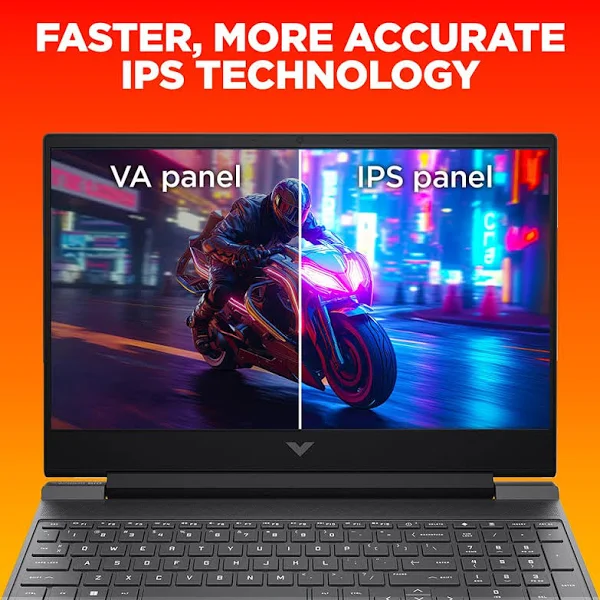 FASTER, MORE ACCURATE
IPS TECHNOLOGY
VA panel
IPS panel
Q W E R T Y U I O P
A S D F G H J K L
Z X C V B N M